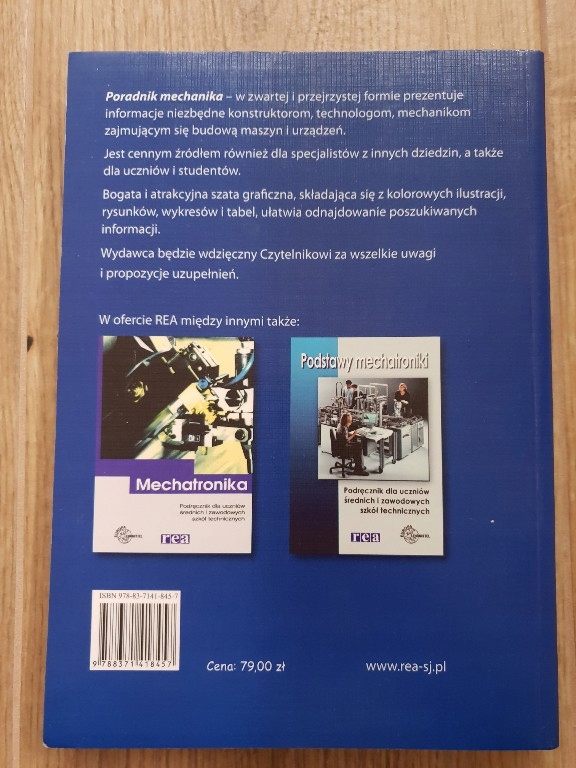 Poradnik mechanika – w zwartej i przejrzystej formie prezentuje
informacje niezbędne konstruktorom, technologom, mechanikom
zajmującym się budową maszyn i urządzeń.
Jest cennym źródłem również dla specjalistów z innych dziedzin, a także
dla uczniów i studentów.
Bogata i atrakcyjna szata graficzna, składająca się z kolorowych ilustracji,
rysunków, wykresów i tabel, ułatwia odnajdowanie poszukiwanych
informacji.
Wydawca będzie wdzięczny Czytelnikowi za wszelkie uwagi
i propozycje uzupełnień.
W ofercie REA między innymi także:
Mechatronika
Podręcznik dla uczniów
średnich i zawodowych
szkół technicznych
rea
Podstawy mechatroniki
Podręcznik dla uczniów
średnich i zawodowych
szkół technicznych
rea
ISBN 978-83-7141-845-7
9 788371 418457
Cena: 79,00 zł
www.rea-sj.pl